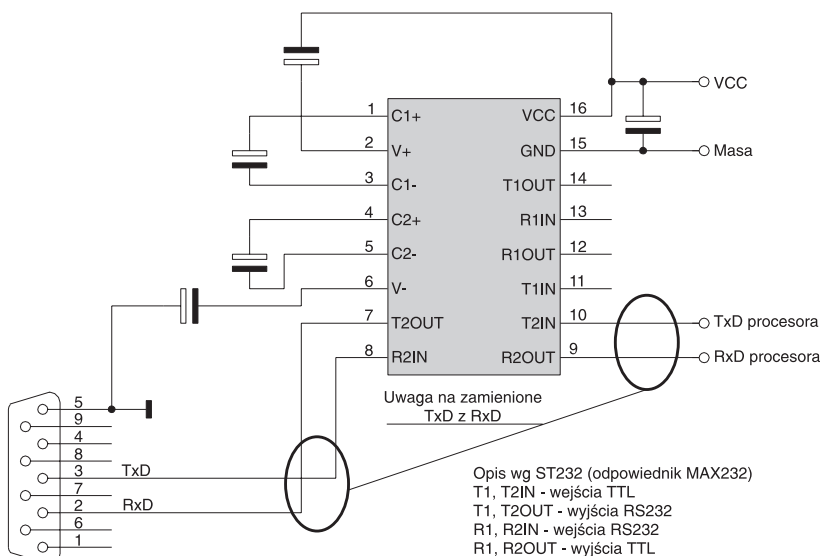 1 C1+ VCC 16 VCC
2 V+ GND 15 Masa
3 C1- T1OUT 14
4 C2+ R1IN 13
5 C2- R1OUT 12
6 V- T1IN 11
7 T2OUT T2IN 10 TxD procesora
8 R2IN R2OUT 9 RxD procesora
Uwaga na zamienione
TxD z RxD
5
9
4
8
3 TxD
7
2 RxD
6
1
Opis wg ST232 (odpowiednik MAX232)
T1, T2IN - wejścia TTL
T1, T2OUT - wyjścia RS232
R1, R2IN - wejścia RS232
R1, R2OUT - wyjścia TTL